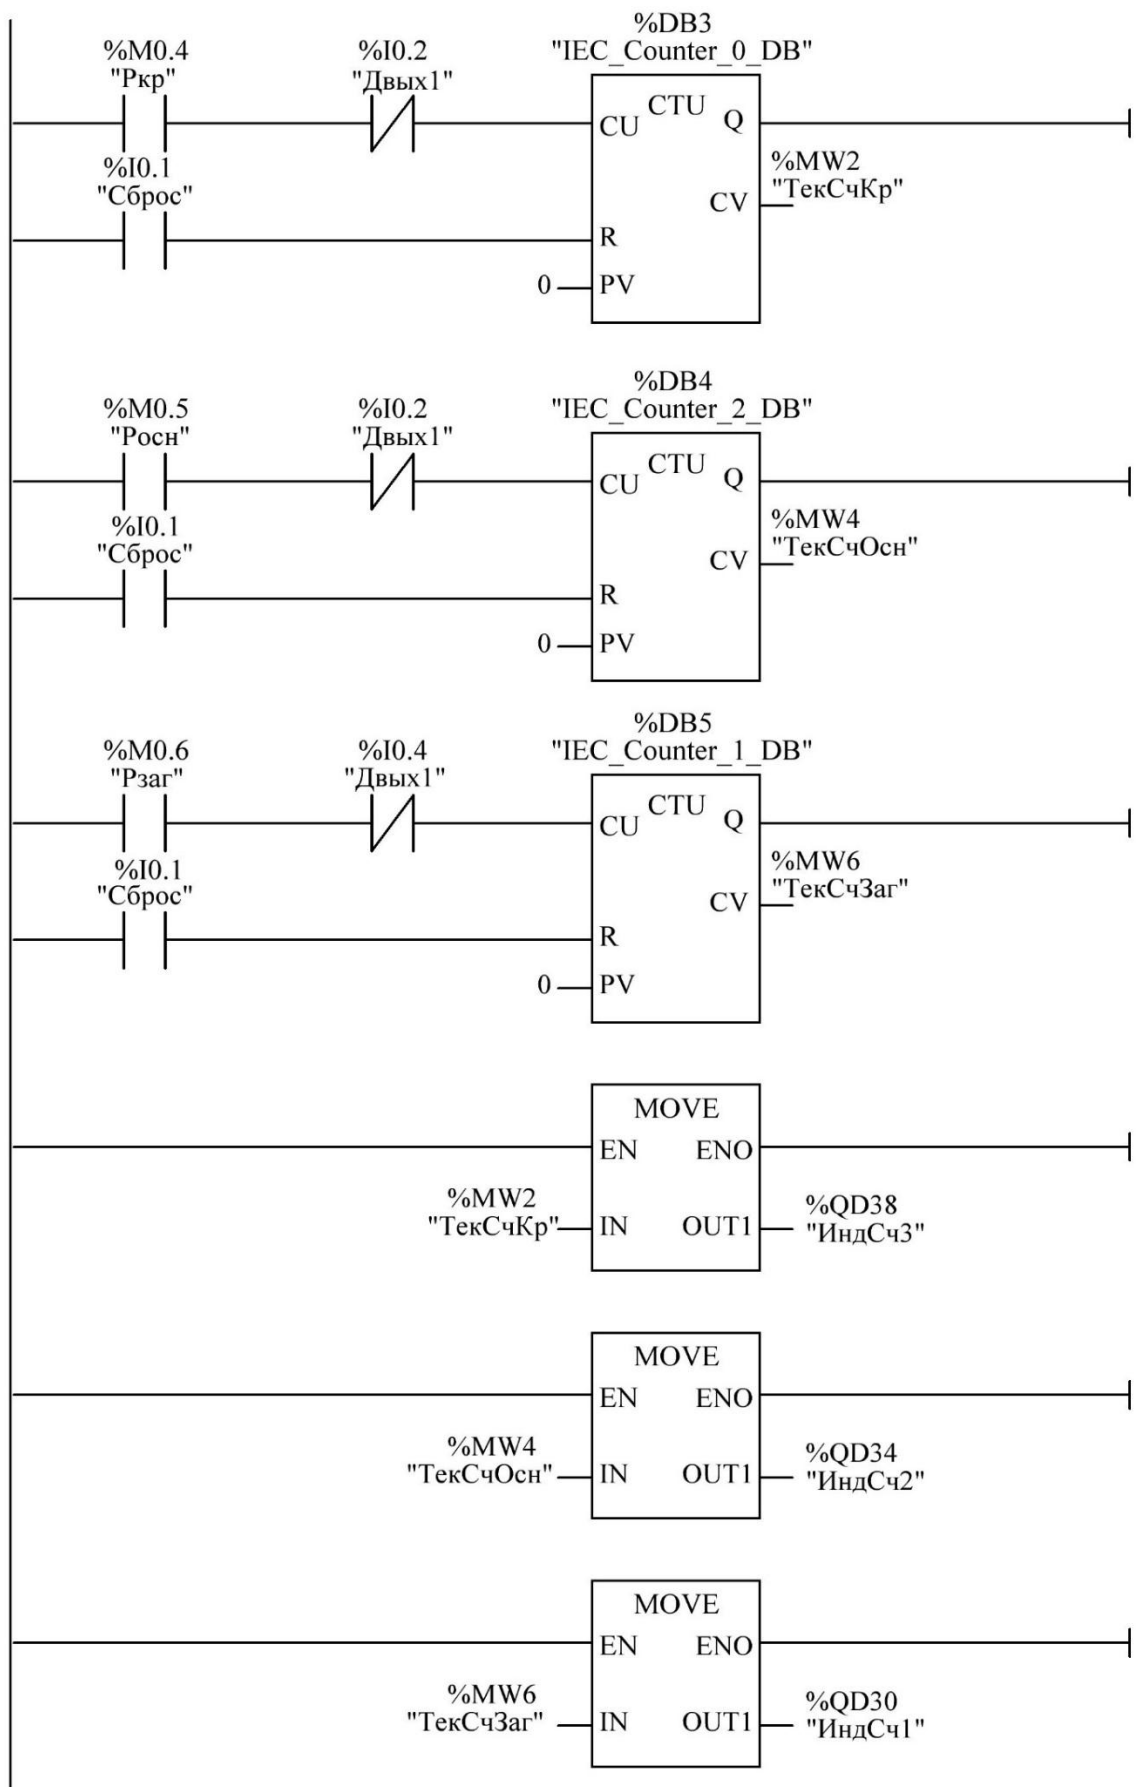 %DB3
"IEC_Counter_0_DB"
%M0.4
"Ркр"
%I0.2
"Двых1"
CTU
CU
Q
%MW2
"ТекСчКр"
CV
%I0.1
"Сброс"
R
0
PV
%DB4
"IEC_Counter_2_DB"
%M0.5
"Росн"
%I0.2
"Двых1"
CTU
CU
Q
%MW4
"ТекСчОсн"
CV
%I0.1
"Сброс"
R
0
PV
%DB5
"IEC_Counter_1_DB"
%M0.6
"Рзаг"
%I0.4
"Двых1"
CTU
CU
Q
%MW6
"ТекСчЗаг"
CV
%I0.1
"Сброс"
R
0
PV
MOVE
EN
ENO
%MW2
"ТекСчКр"
IN
OUT1
%QD38
"ИндСч3"
MOVE
EN
ENO
%MW4
"ТекСчОсн"
IN
OUT1
%QD34
"ИндСч2"
MOVE
EN
ENO
%MW6
"ТекСчЗаг"
IN
OUT1
%QD30
"ИндСч1"